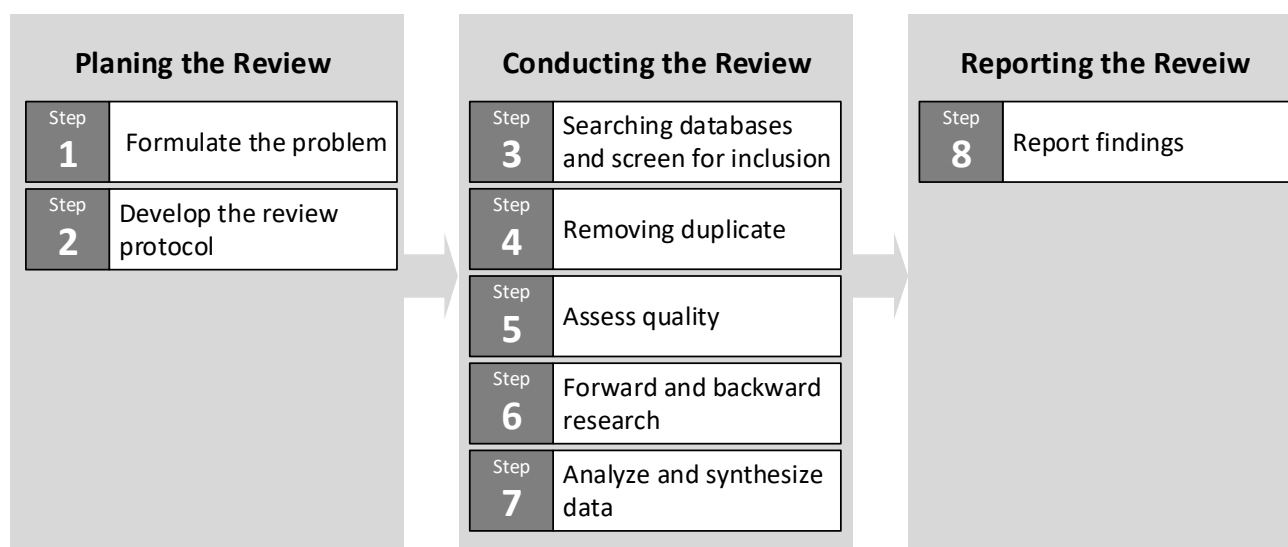 Planing the Review
Step
1
Formulate the problem
Step
2
Develop the review
protocol
Conducting the Review
Step
3
Searching databases
and screen for inclusion
Step
4
Removing duplicate
Step
5
Assess quality
Step
6
Forward and backward
research
Step
7
Analyze and synthesize
data
Reporting the Reveiw
Step
8
Report findings